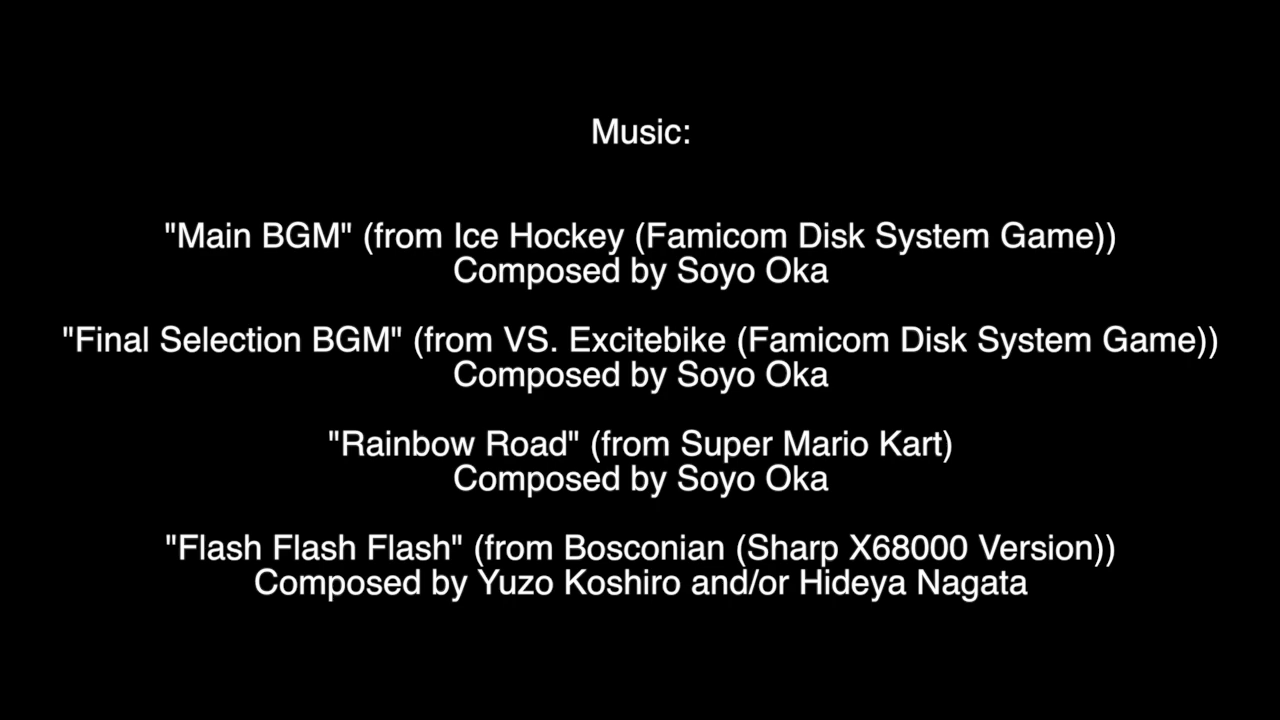 Music:
"Main BGM" (from Ice Hockey (Famicom Disk System Game))
Composed by Soyo Oka
"Final Selection BGM" (from VS. Excitebike (Famicom Disk System Game))
Composed by Soyo Oka
"Rainbow Road" (from Super Mario Kart)
Composed by Soyo Oka
"Flash Flash Flash" (from Bosconian (Sharp X68000 Version))
Composed by Yuzo Koshiro and/or Hideya Nagata